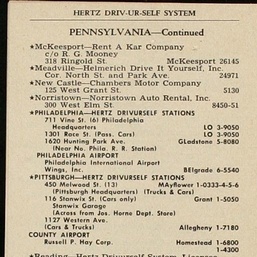 HERTZ DRIV-UR-SELF SYSTEM
PENNSYLVANIA—Continued
★McKeesport—Rent A Kar Company
c/o R. G. Mooney
318 Ringold St. McKeesport 26145
★Meadville—Helmerich Drive It Yourself, Inc.
Cor. North St. and Park Ave. 24971
★New Castle—Chambers Motor Company
125 West Grant St. 5130
★Norristown—Norristown Auto Rental, Inc.
300 West Elm St. 8450-51
★PHILADELPHIA—HERTZ DRIVURSELF STATIONS
711 Vine St. (6) Philadelphia
Headquarters LO 3-9050
1301 Race St. (Pass. Cars) LO 3-9050
1620 Hunting Park Ave. GLadstone 5-8080
(Near No. Phila. R. R. Station)
PHILADELPHIA AIRPORT
Philadelphia International Airport
Wings, Inc. BElgrade 6-5540
★PITTSBURGH—HERTZ DRIVURSELF STATIONS
450 Melwood St. (13) MAyflower 1-0333-4-5-6
(Pittsburgh Headquarters) (Trucks & Cars)
116 Stanwix St. (Cars only) Grant 1-5050
Stanwix Garage
(Across from Jos. Horne Dept. Store)
1127 Western Ave.
(Cars & Trucks) Allegheny 1-7180
COUNTY AIRPORT
Russell P. Hay Corp. Homestead 1-6800
1-4300
★Reading—Hertz Drivurself System Licensee